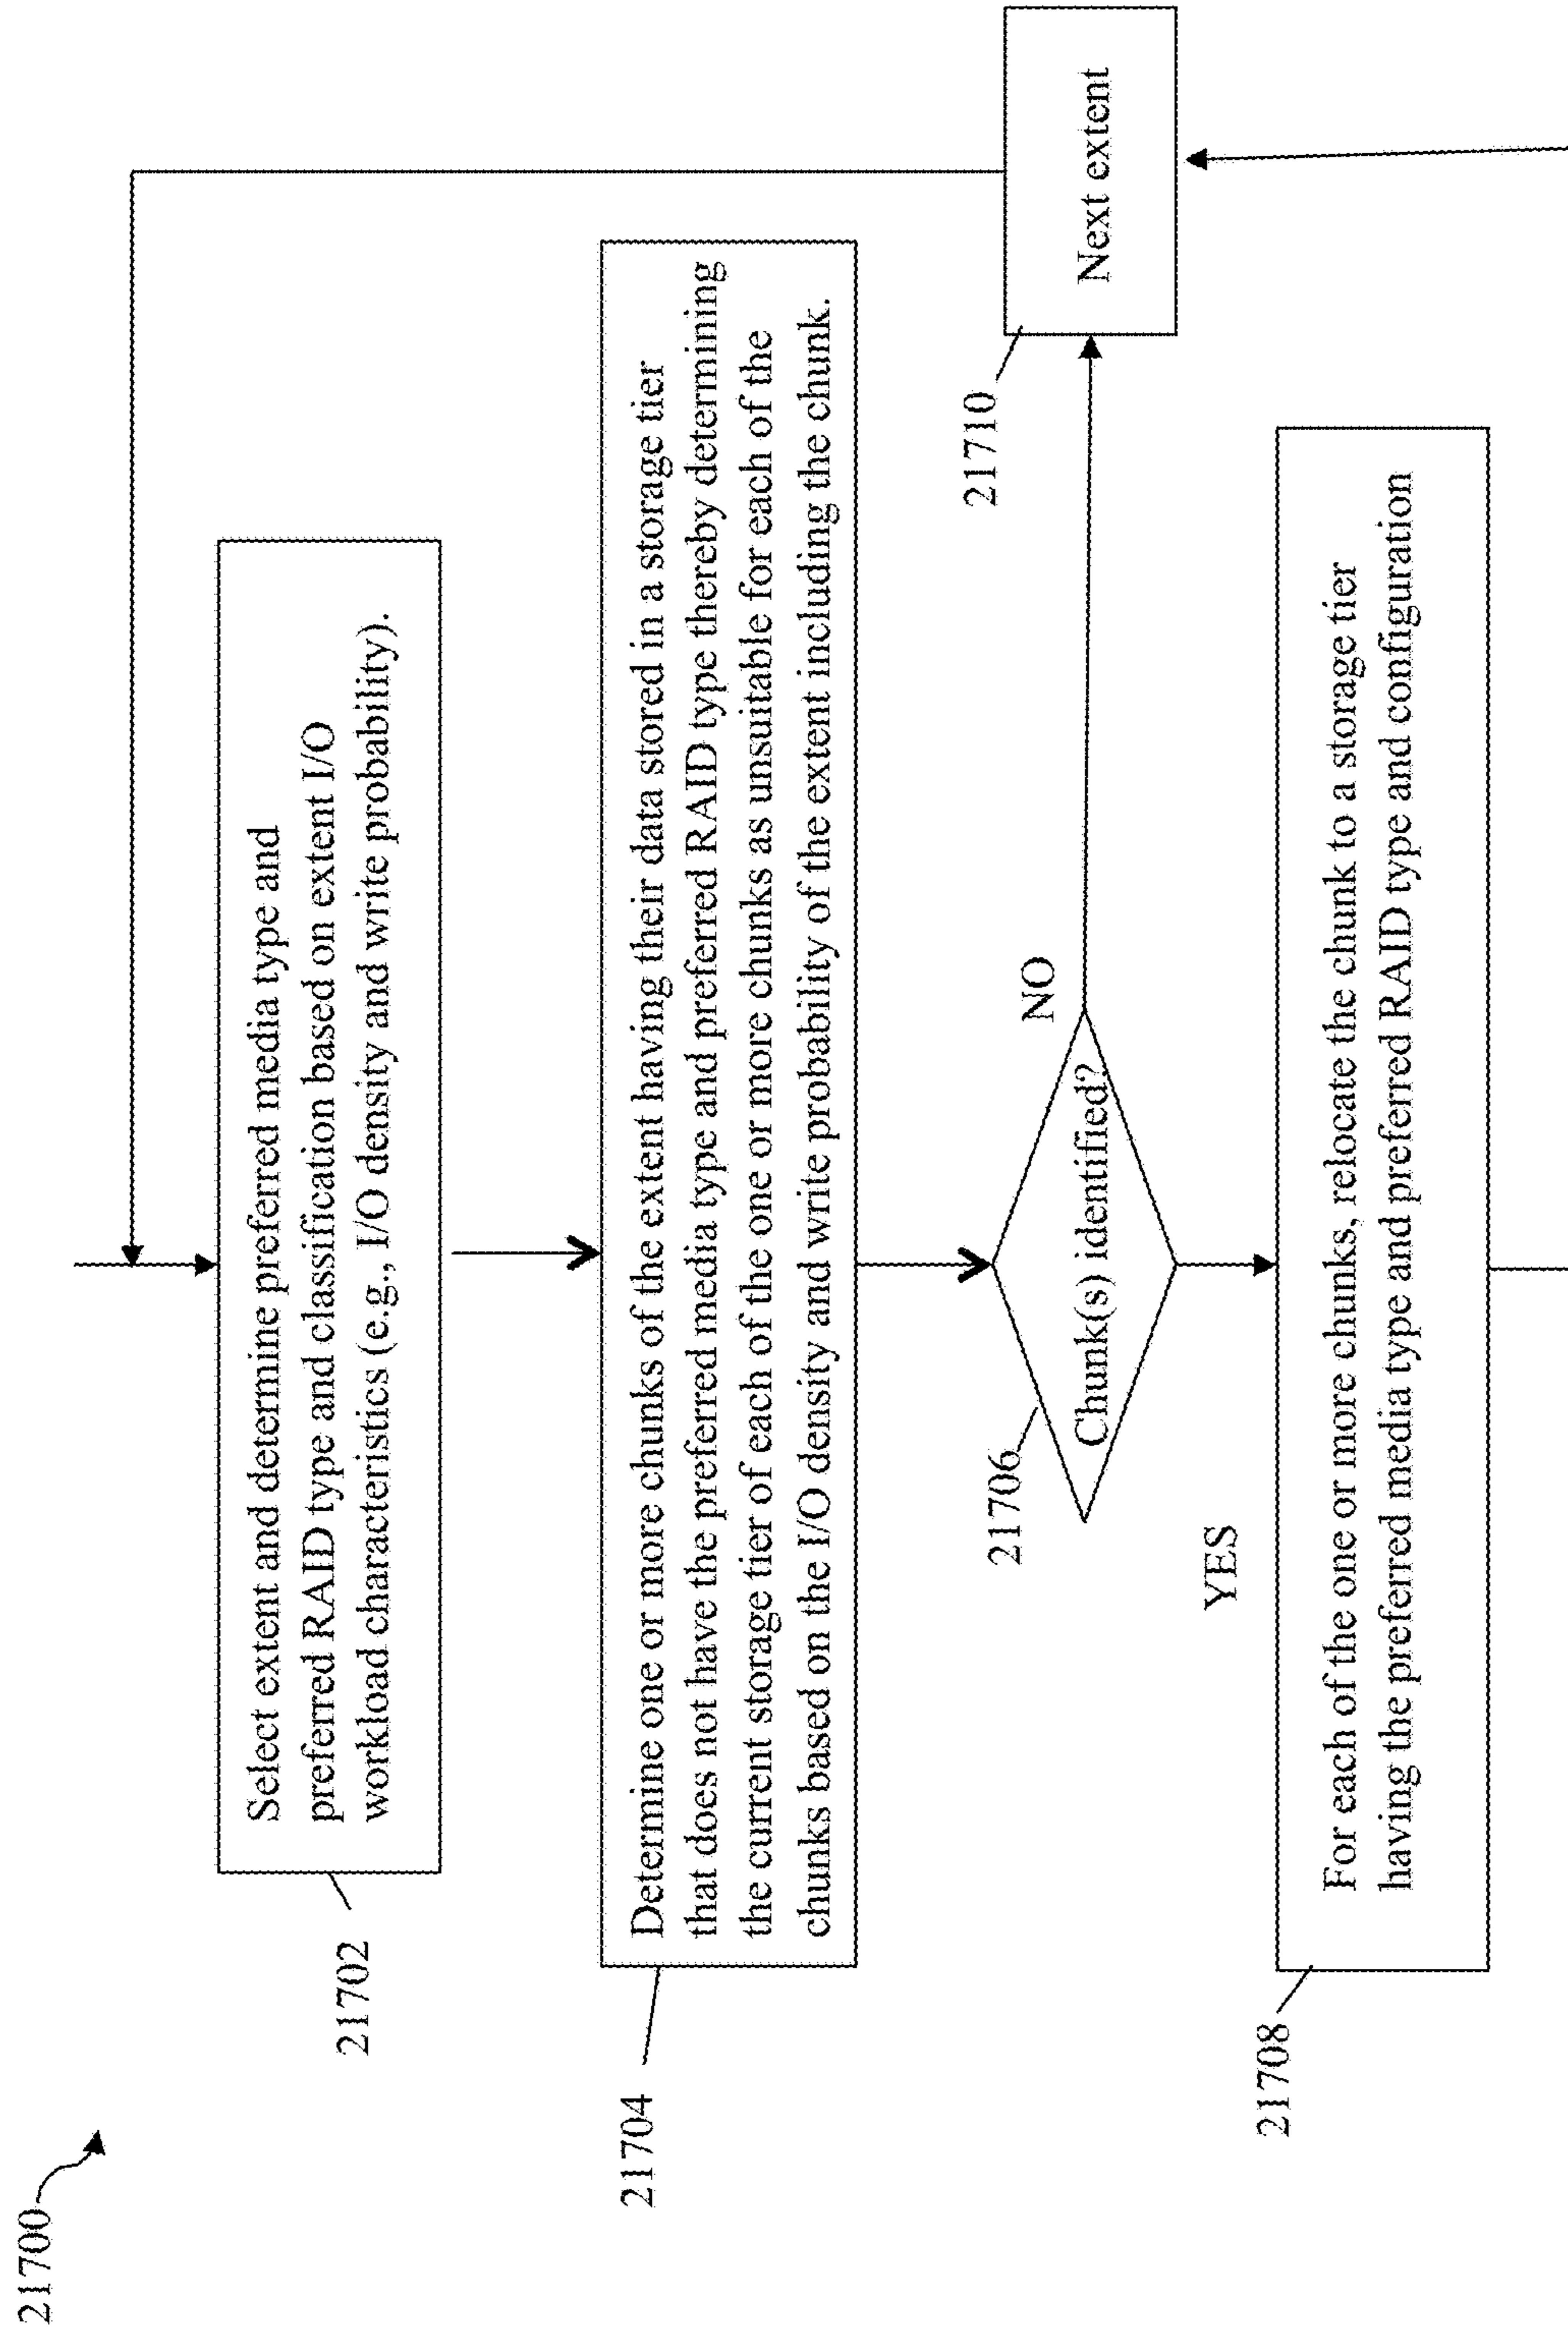 21700
21702
Select extent and determine preferred media type and
preferred RAID type and classification based on extent I/O
workload characteristics (e.g., I/O density and write probability).
21704
Determine one or more chunks of the extent having their data stored in a storage tier
that does not have the preferred media type and preferred RAID type thereby determining
the current storage tier of each of the one or more chunks as unsuitable for each of the
chunks based on the I/O density and write probability of the extent including the chunk.
21706
Chunk(s) identified?
NO
21710
Next extent
YES
21708
For each of the one or more chunks, relocate the chunk to a storage tier
having the preferred media type and preferred RAID type and configuration